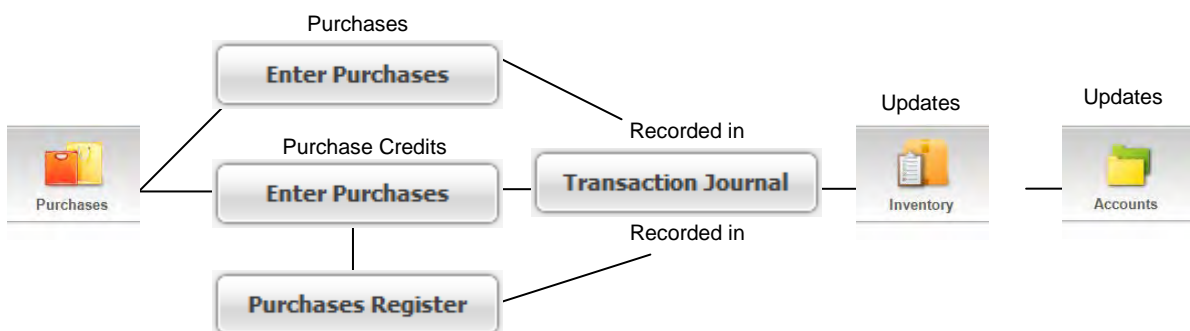 Purchases
Enter Purchases
Updates
Updates
Recorded in
Purchase Credits
Purchases
Enter Purchases
Transaction Journal
Inventory
Accounts
Recorded in
Purchases Register